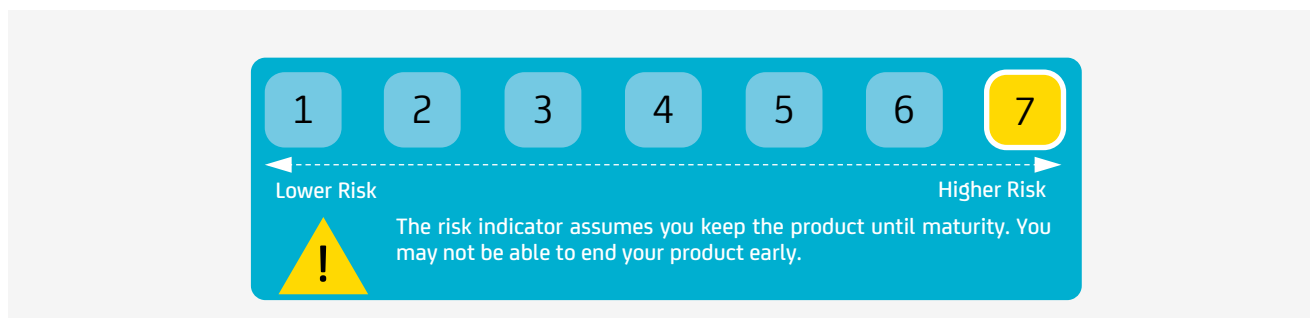 1 2 3 4 5 6 7
Lower Risk Higher Risk
The risk indicator assumes you keep the product until maturity. You
may not be able to end your product early.
!